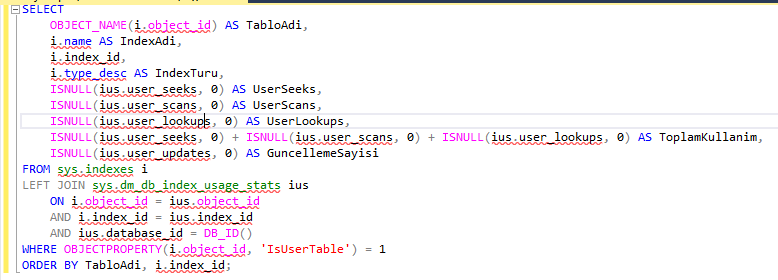 SELECT
OBJECT_NAME(i.object_id) AS TabloAdi,
i.name AS IndexAdi,
i.index_id,
i.type_desc AS IndexTuru,
ISNULL(ius.user_seeks, 0) AS UserSeeks,
ISNULL(ius.user_scans, 0) AS UserScans,
ISNULL(ius.user_lookups, 0) AS UserLookups,
ISNULL(ius.user_seeks, 0) + ISNULL(ius.user_scans, 0) + ISNULL(ius.user_lookups, 0) AS ToplamKullanim,
ISNULL(ius.user_updates, 0) AS GuncellemeSayisi
FROM sys.indexes i
LEFT JOIN sys.dm_db_index_usage_stats ius
ON i.object_id = ius.object_id
AND i.index_id = ius.index_id
AND ius.database_id = DB_ID()
WHERE OBJECTPROPERTY(i.object_id, 'IsUserTable') = 1
ORDER BY TabloAdi, i.index_id;